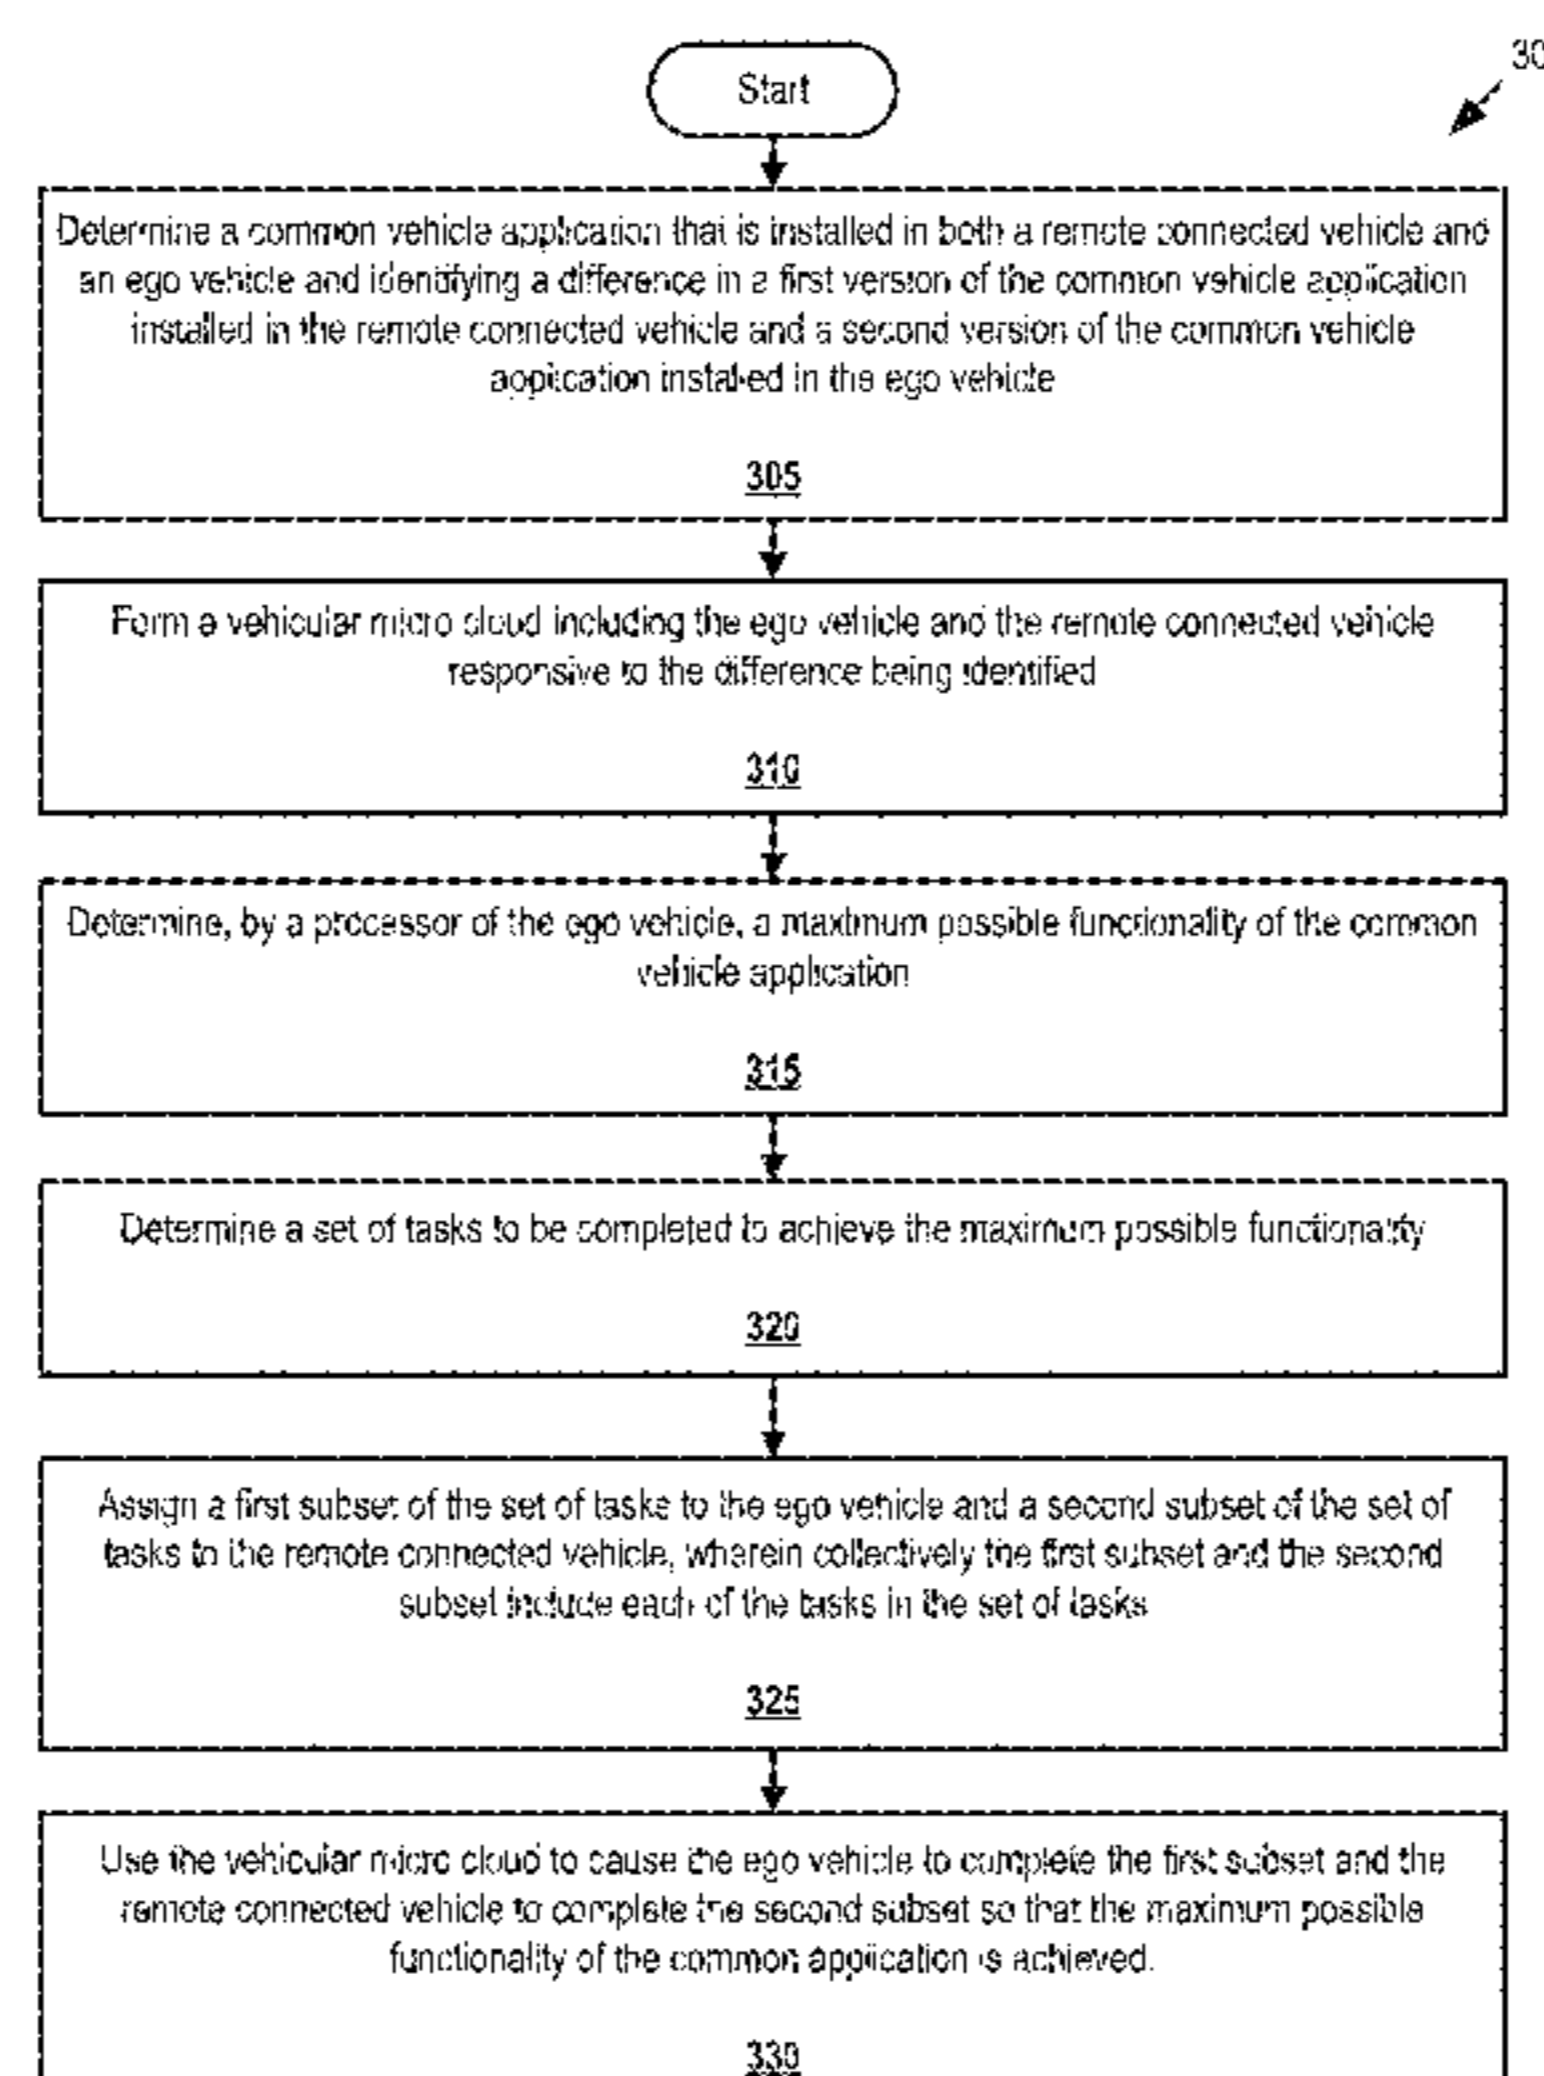 Start
30
Determine a common vehicle application that is installed in both a remote connected vehicle and
an ego vehicle and identifying a difference in a first version of the common vehicle application
installed in the remote connected vehicle and a second version of the common vehicle
application installed in the ego vehicle
305
Form a vehicular micro cloud including the ego vehicle and the remote connected vehicle
responsive to the difference being identified
310
Determine, by a processor of the ego vehicle, a maximum possible functionality of the common
vehicle application
315
Determine a set of tasks to be completed to achieve the maximum possible functionality
320
Assign a first subset of the set of tasks to the ego vehicle and a second subset of the set of
tasks to the remote connected vehicle, wherein collectively the first subset and the second
subset include each of the tasks in the set of tasks
325
Use the vehicular micro cloud to cause the ego vehicle to complete the first subset and the
remote connected vehicle to complete the second subset so that the maximum possible
functionality of the common application is achieved.
330